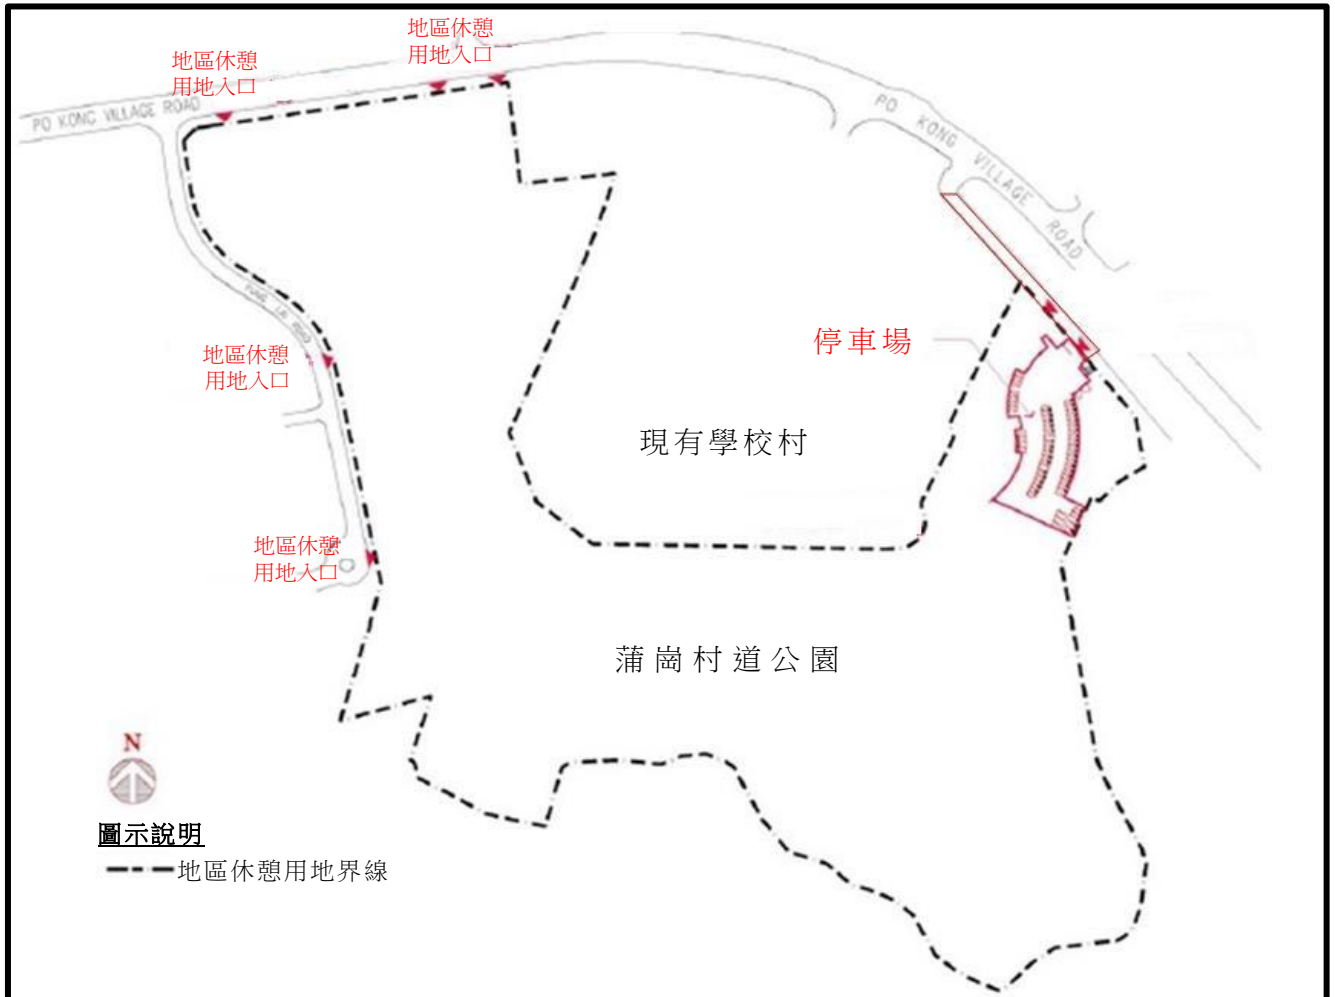 地區休憩
用地入口
地區休憩
用地入口
PO KONG VILLAGE ROAD
PO KONG VILLAGE ROAD
地區休憩
用地入口
停車場
現有學校村
地區休憩
用地入口
蒲崗村道公園
N
圖示說明
地區休憩用地界線